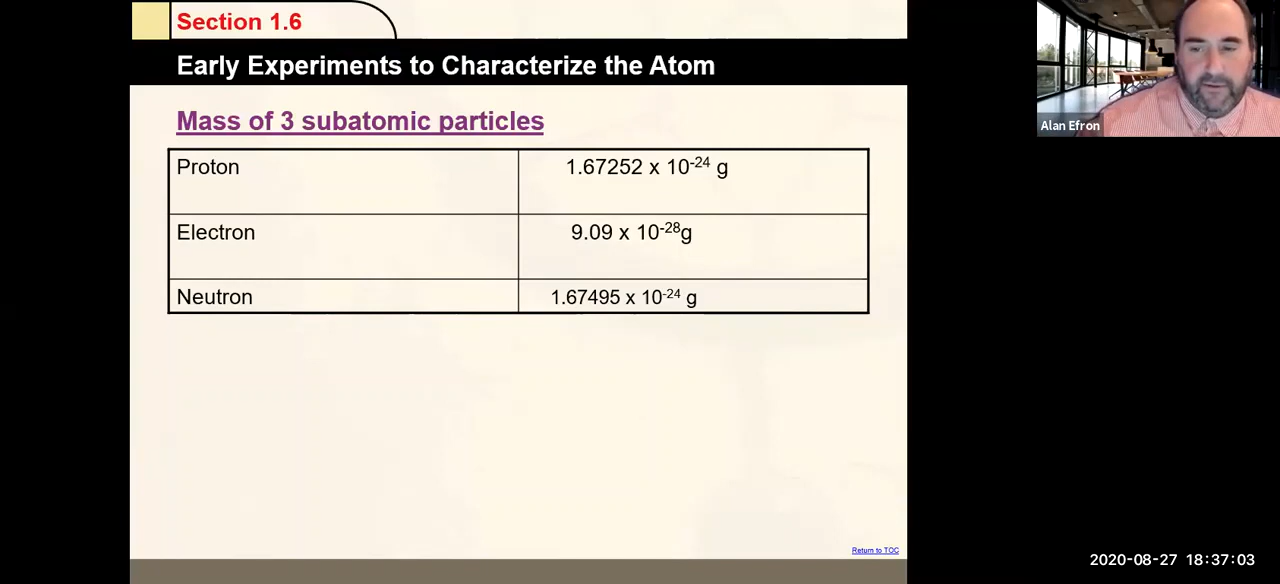 Section 1.6
Early Experiments to Characterize the Atom
Mass of 3 subatomic particles
Proton 1.67252 x 10⁻²⁴ g
Electron 9.09 x 10⁻²⁸g
Neutron 1.67495 x 10⁻²⁴ g
Return to TOC
Alan Efron
2020-08-27 18:37:03